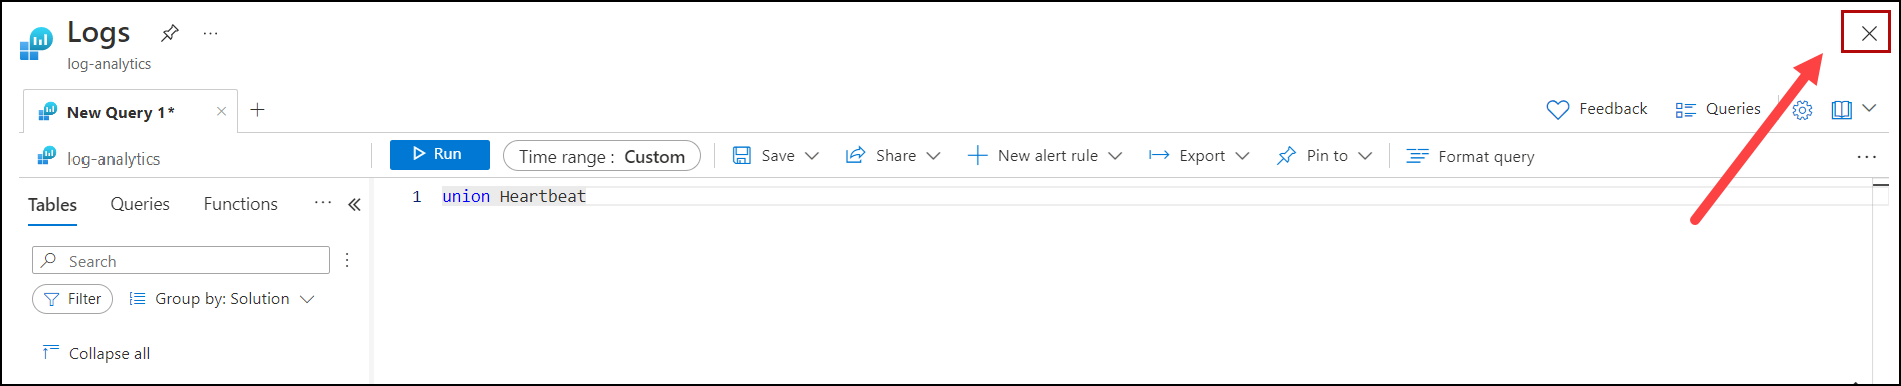 Logs
log-analytics
New Query 1*
Feedback
Queries
log-analytics
Run
Time range : Custom
Save
Share
New alert rule
Export
Pin to
Format query
Tables
Queries
Functions
1 union Heartbeat
Search
Filter
Group by: Solution
Collapse all